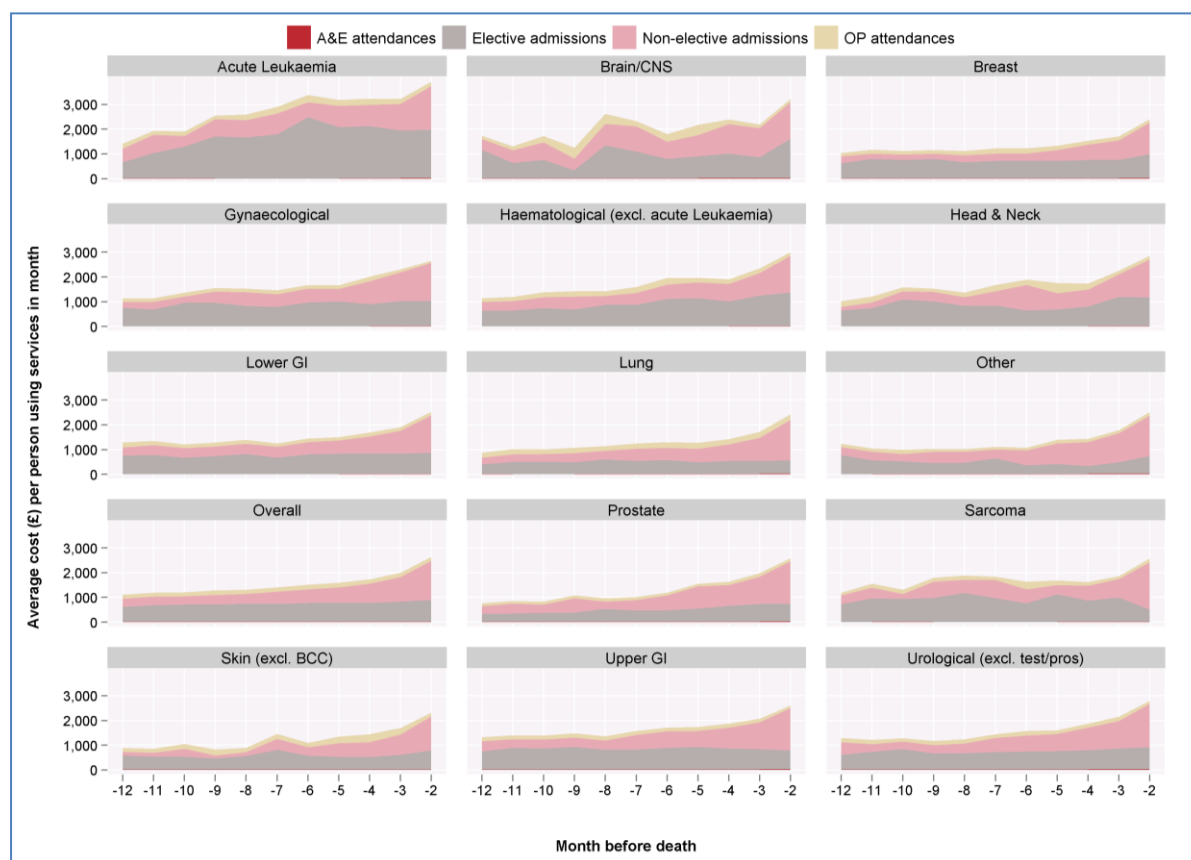 A&E attendances Elective admissions Non-elective admissions OP attendances
Acute Leukaemia Brain/CNS Breast
3,000
2,000
1,000
0
Gynaecological Haematological (excl. acute Leukaemia) Head & Neck
3,000
2,000
1,000
0
Lower GI Lung Other
3,000
2,000
1,000
0
Overall Prostate Sarcoma
3,000
2,000
1,000
0
Skin (excl. BCC) Upper GI Urological (excl. test/pros)
3,000
2,000
1,000
0
-12 -11 -10 -9 -8 -7 -6 -5 -4 -3 -2 -12 -11 -10 -9 -8 -7 -6 -5 -4 -3 -2 -12 -11 -10 -9 -8 -7 -6 -5 -4 -3 -2
Average cost (£) per person using services in month
Month before death